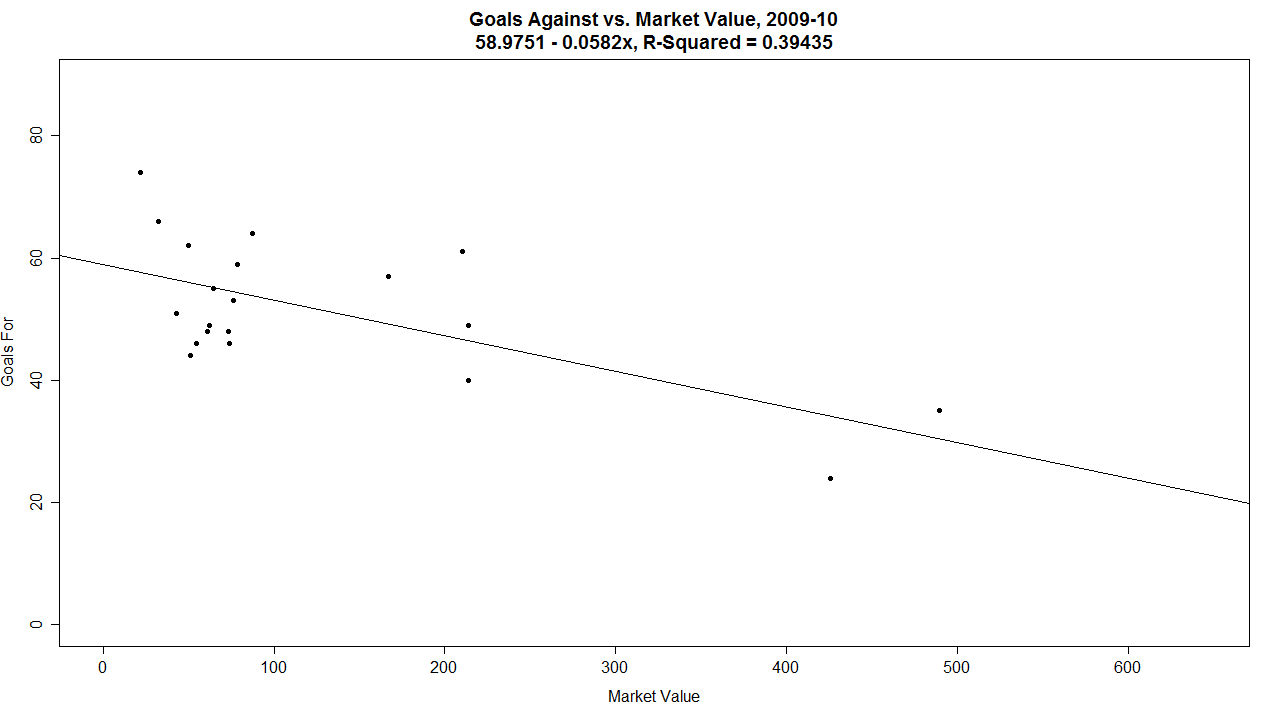 Goals Against vs. Market Value, 2009-10
58.9751 - 0.0582x, R-Squared = 0.39435
80
60
40
20
0
Goals For
0 100 200 300 400 500 600
Market Value